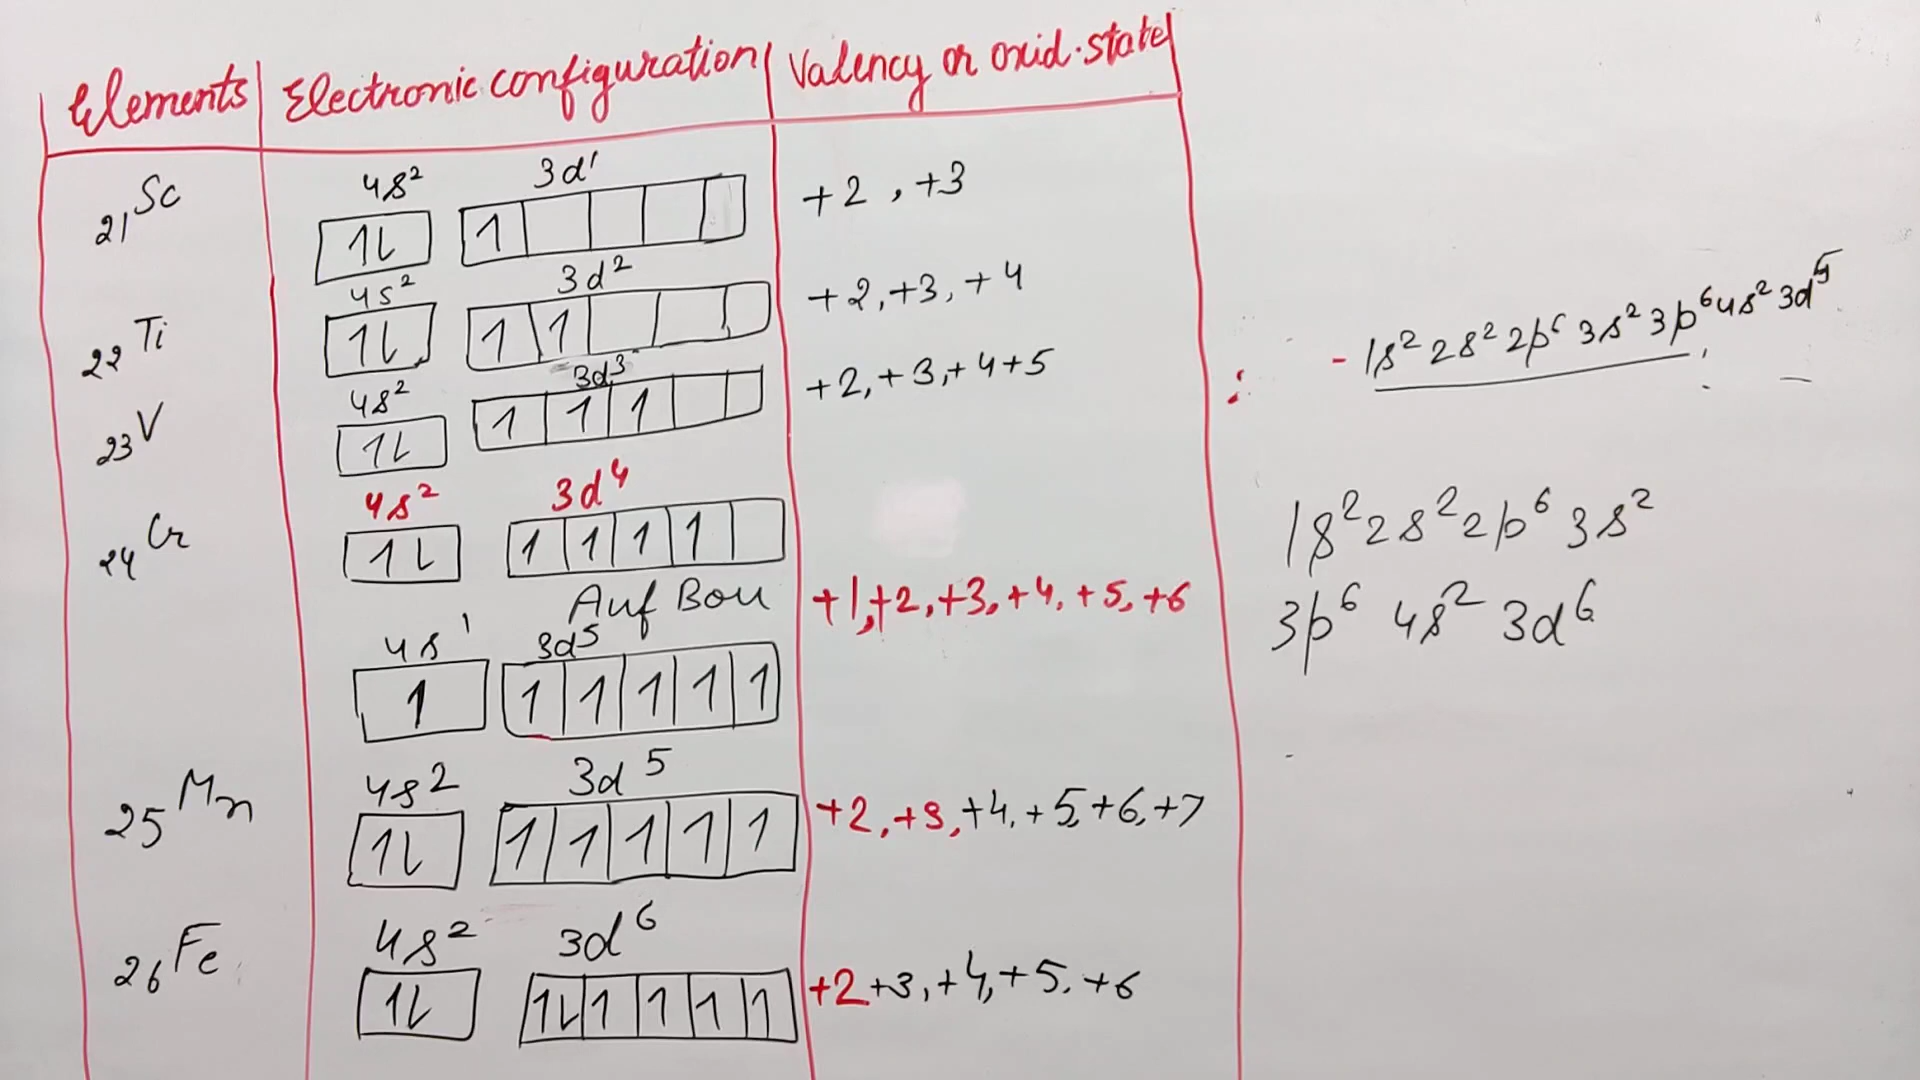 Elements Electronic configuration Valency or oxid.state
4s² 3d¹
21Sc 1l 1 +2, +3
4s² 3d²
22Ti 1l 1 1 +2, +3, +4
4s² 3d³
23V 1l 1 1 1 +2, +3, +4 +5
4s² 3d⁴
24Cr 1l 1 1 1 1
Auf Bou +1, +2, +3, +4, +5, +6
4s¹ 3d⁵
1 1 1 1 1 1
4s² 3d⁵
25Mn 1l 1 1 1 1 1 +2, +3, +4, +5, +6, +7
4s² 3d⁶
26Fe 1l 1l 1 1 1 1 +2 +3, +4, +5, +6
- 1s² 2s² 2p⁶ 3s² 3p⁶ 4s² 3d
1s² 2s² 2p⁶ 3s²
3p⁶ 4s² 3d⁶